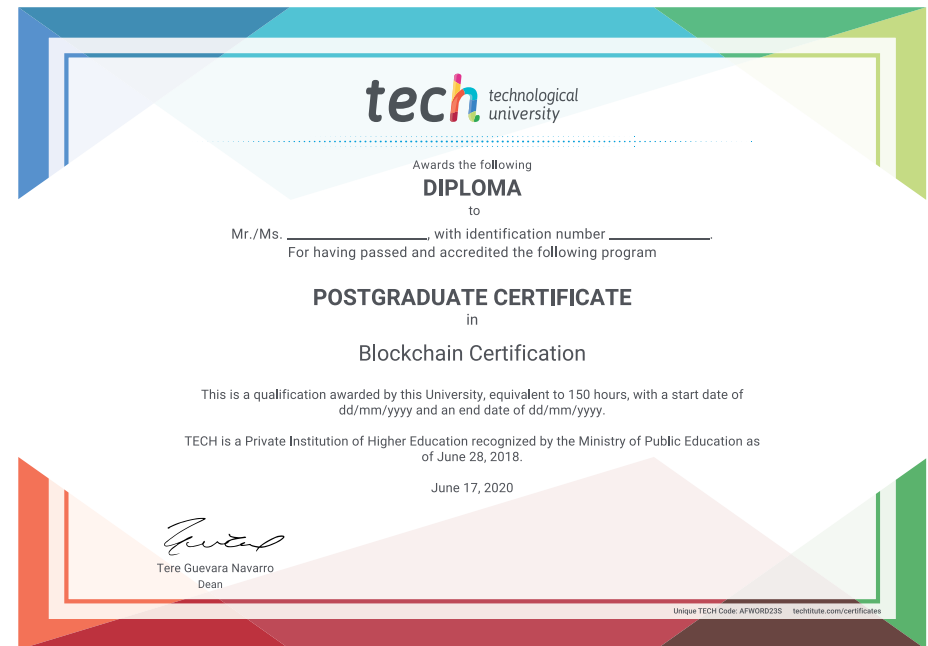 tech technological
university
Awards the following
DIPLOMA
to
Mr./Ms. ____________________, with identification number ______________.
For having passed and accredited the following program
POSTGRADUATE CERTIFICATE
in
Blockchain Certification
This is a qualification awarded by this University, equivalent to 150 hours, with a start date of
dd/mm/yyyy and an end date of dd/mm/yyyy.
TECH is a Private Institution of Higher Education recognized by the Ministry of Public Education as
of June 28, 2018.
June 17, 2020
Tere Guevara Navarro
Dean
Unique TECH Code: AFWORD23S techtitute.com/certificates